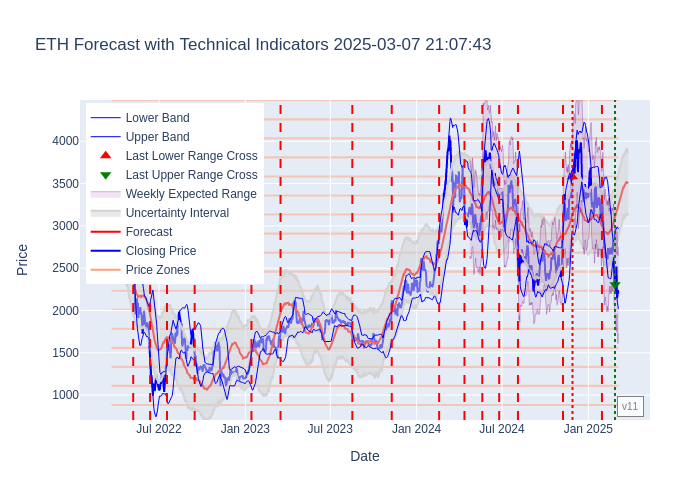 ETH Forecast with Technical Indicators 2025-03-07 21:07:43
Lower Band
Upper Band
Last Lower Range Cross
Last Upper Range Cross
Weekly Expected Range
Uncertainty Interval
Forecast
Closing Price
Price Zones
Price
4000
3500
3000
2500
2000
1500
1000
v11
Jul 2022
Jan 2023
Jul 2023
Jan 2024
Jul 2024
Jan 2025
Date